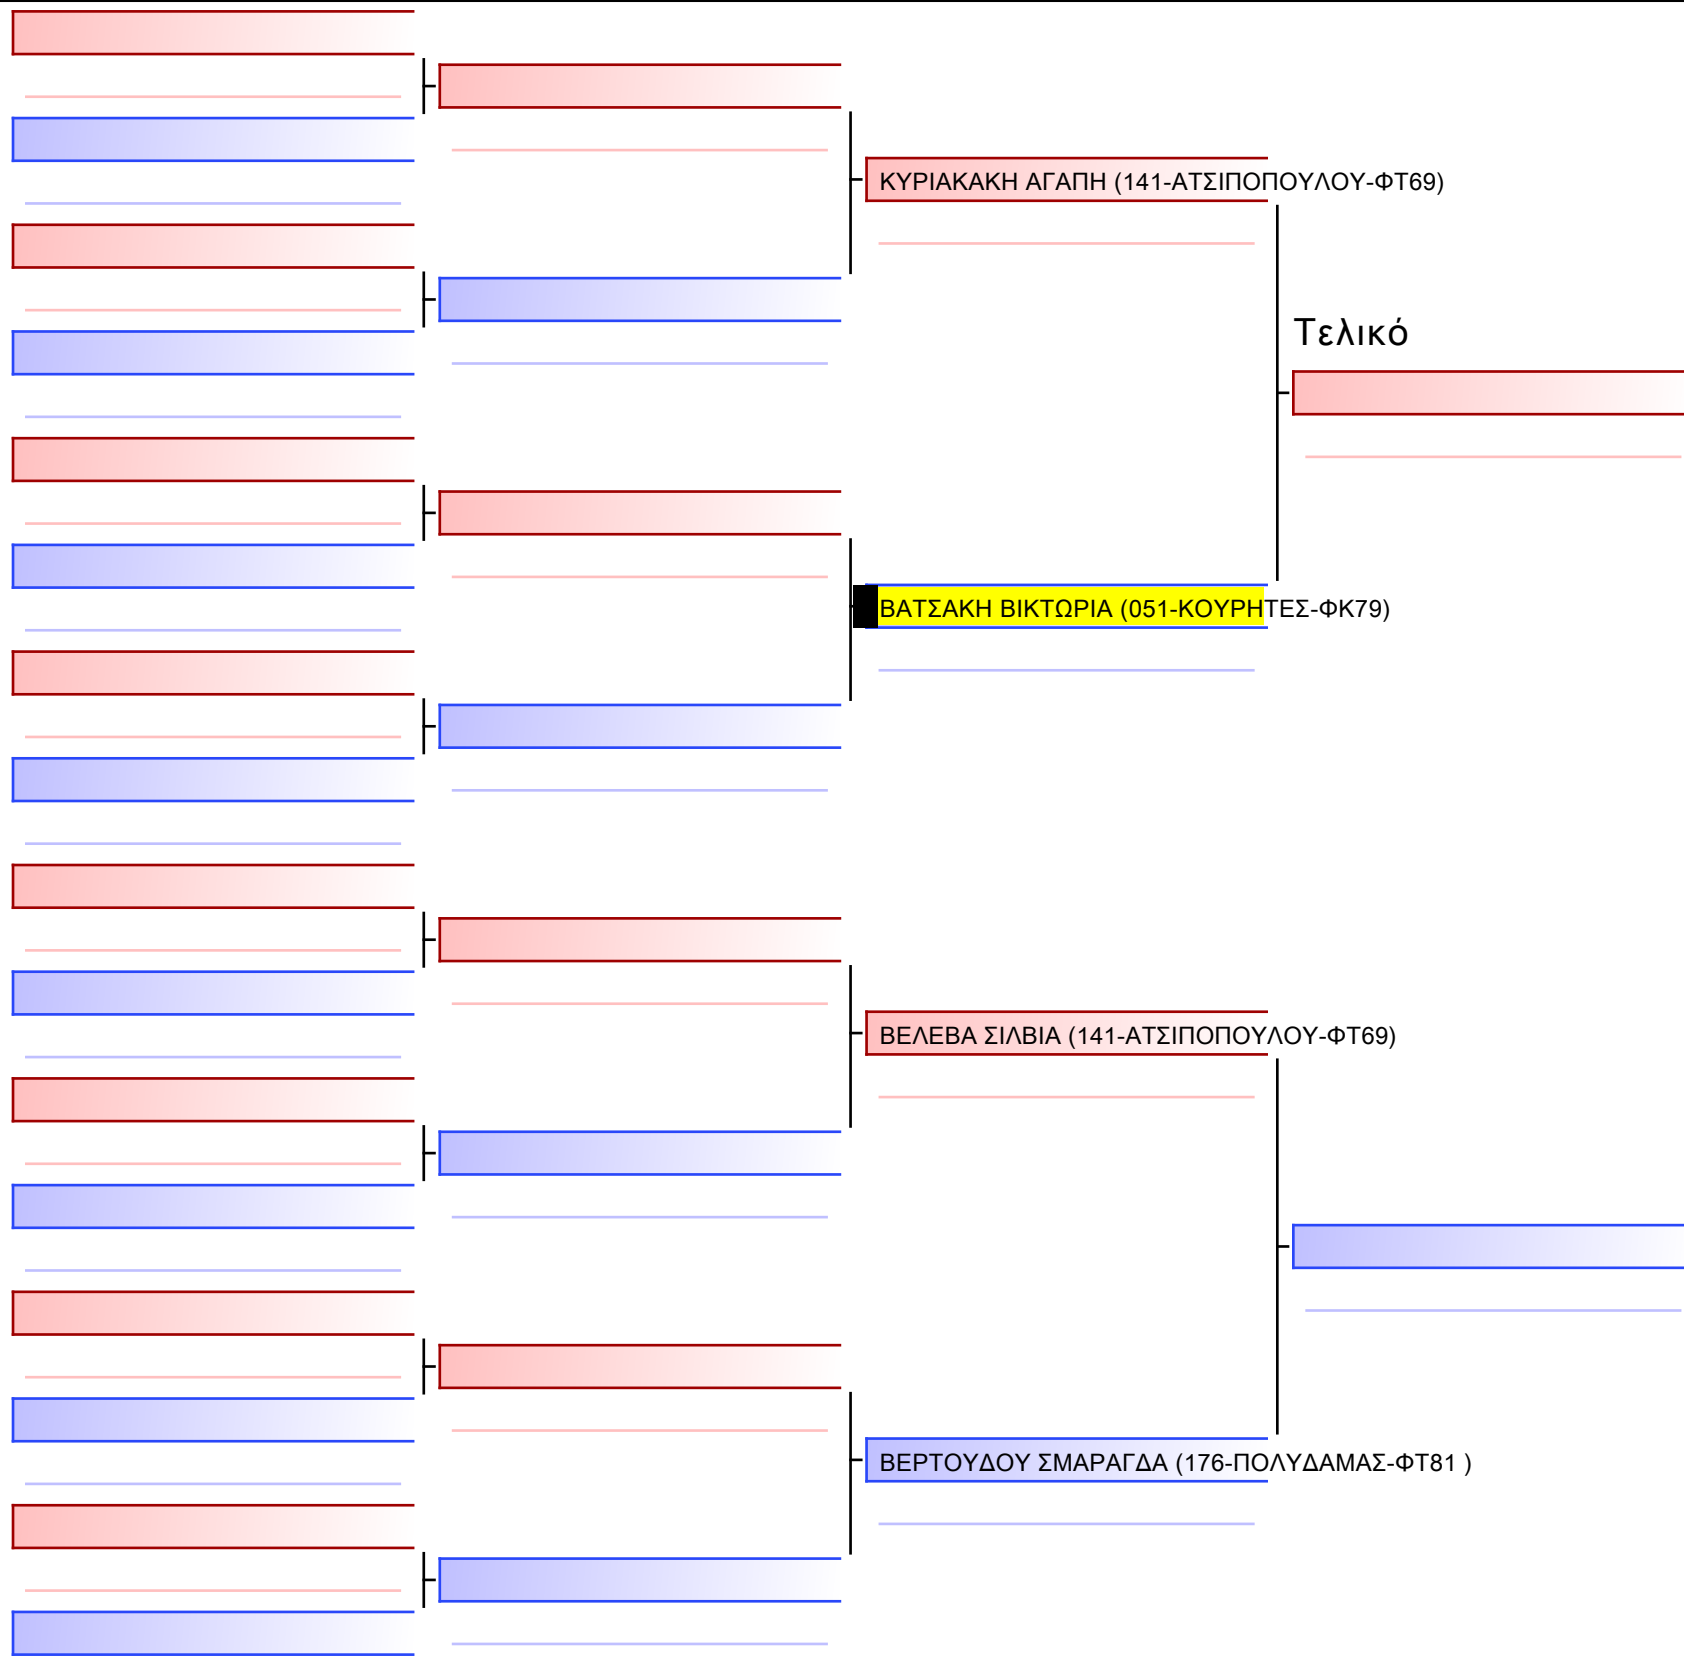 ΚΥΡΙΑΚΑΚΗ ΑΓΑΠΗ (141-ΑΤΣΙΠΟΠΟΥΛΟΥ-ΦΤ69)
Τελικό
ΒΑΤΣΑΚΗ ΒΙΚΤΩΡΙΑ (051-ΚΟΥΡΗΤΕΣ-ΦΚ79)
ΒΕΛΕΒΑ ΣΙΛΒΙΑ (141-ΑΤΣΙΠΟΠΟΥΛΟΥ-ΦΤ69)
ΒΕΡΤΟΥΔΟΥ ΣΜΑΡΑΓΔΑ (176-ΠΟΛΥΔΑΜΑΣ-ΦΤ81 )